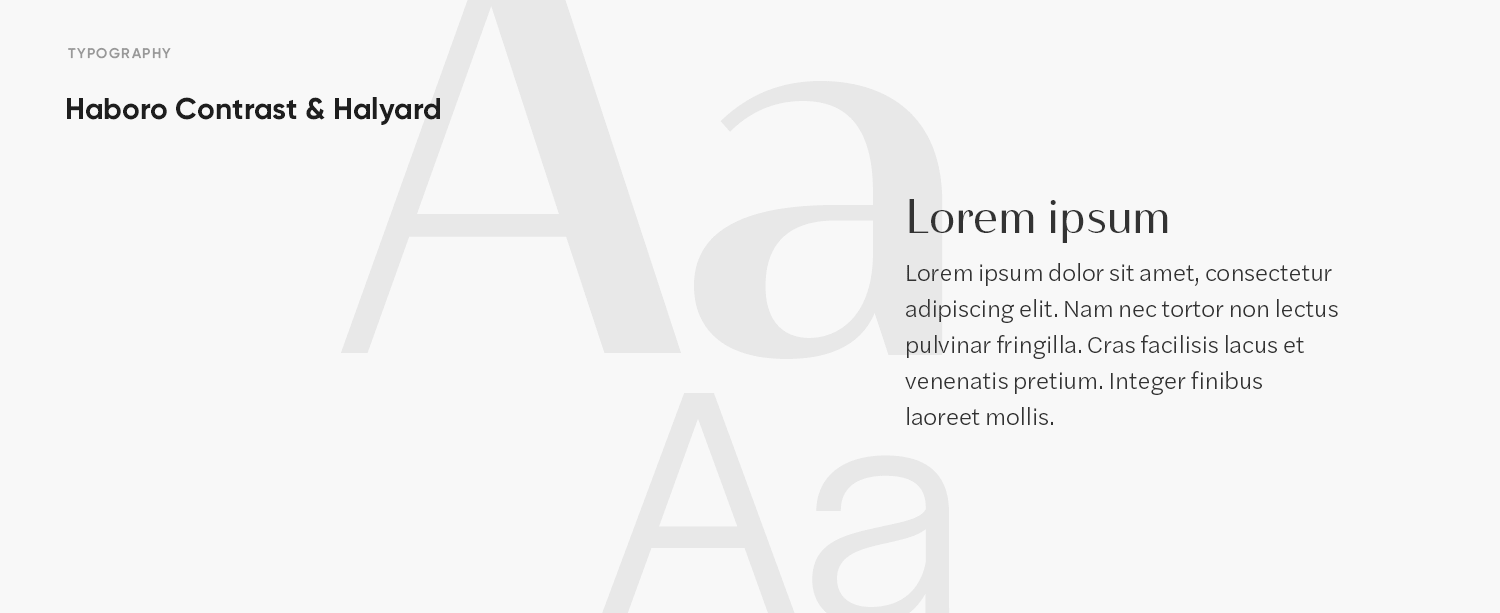 TYPOGRAPHY
Haboro Contrast & Halyard
Aa
Lorem ipsum
Lorem ipsum dolor sit amet, consectetur
adipiscing elit. Nam nec tortor non lectus
pulvinar fringilla. Cras facilisis lacus et
venenatis pretium. Integer finibus
laoreet mollis.
Aa